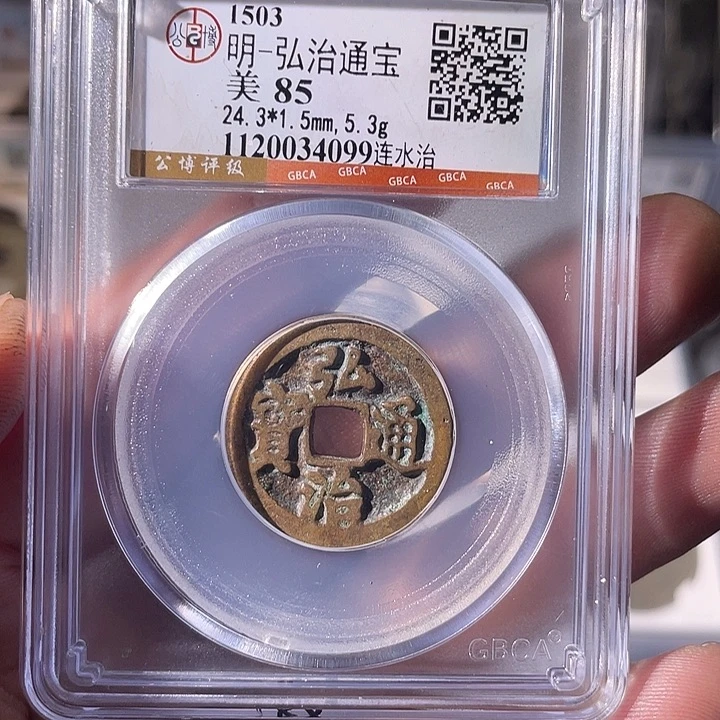 1503
明-弘治通宝
美 85
24.3*1.5mm, 5.3g
1120034099连水治
公博评级 GBCA GBCA GBCA GBCA GBCA
弘治通寶
GBCA